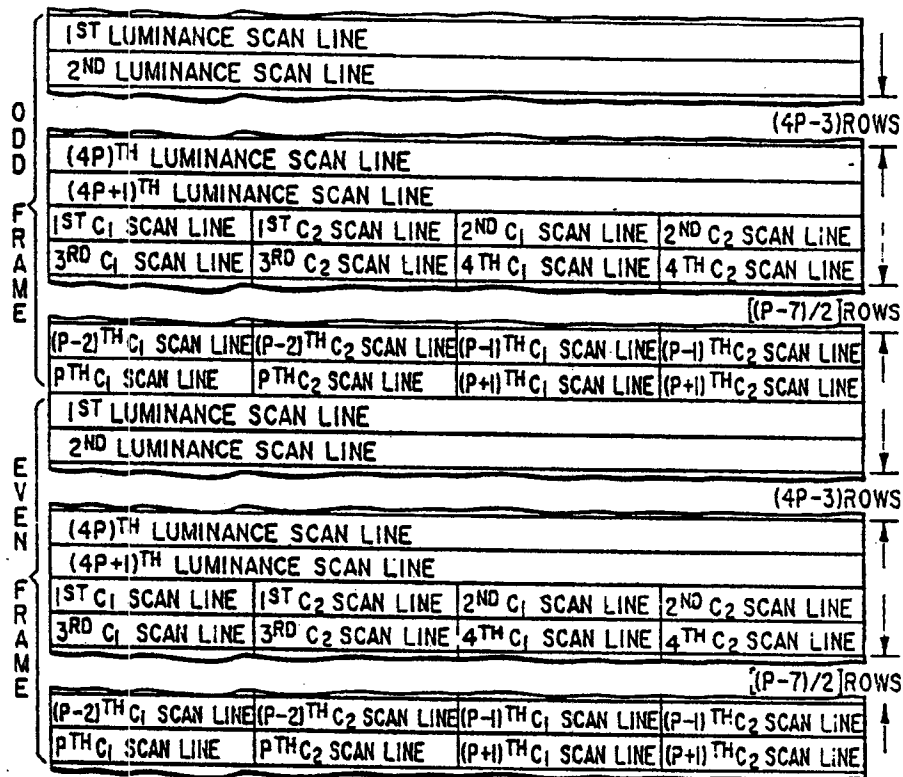 1ST LUMINANCE SCAN LINE
2ND LUMINANCE SCAN LINE
(4P-3)ROWS
ODD FRAME
(4P)TH LUMINANCE SCAN LINE
(4P+1)TH LUMINANCE SCAN LINE
1ST C1 SCAN LINE 1ST C2 SCAN LINE 2ND C1 SCAN LINE 2ND C2 SCAN LINE
3RD C1 SCAN LINE 3RD C2 SCAN LINE 4TH C1 SCAN LINE 4TH C2 SCAN LINE
[(P-7)/2]ROWS
(P-2)TH C1 SCAN LINE (P-2)TH C2 SCAN LINE (P-1)TH C1 SCAN LINE (P-1)TH C2 SCAN LINE
PTH C1 SCAN LINE PTH C2 SCAN LINE (P+1)TH C1 SCAN LINE (P+1)TH C2 SCAN LINE
1ST LUMINANCE SCAN LINE
2ND LUMINANCE SCAN LINE
(4P-3)ROWS
EVEN FRAME
(4P)TH LUMINANCE SCAN LINE
(4P+1)TH LUMINANCE SCAN LINE
1ST C1 SCAN LINE 1ST C2 SCAN LINE 2ND C1 SCAN LINE 2ND C2 SCAN LINE
3RD C1 SCAN LINE 3RD C2 SCAN LINE 4TH C1 SCAN LINE 4TH C2 SCAN LINE
[(P-7)/2]ROWS
(P-2)TH C1 SCAN LINE (P-2)TH C2 SCAN LINE (P-1)TH C1 SCAN LINE (P-1)TH C2 SCAN LINE
PTH C1 SCAN LINE PTH C2 SCAN LINE (P+1)TH C1 SCAN LINE (P+1)TH C2 SCAN LINE